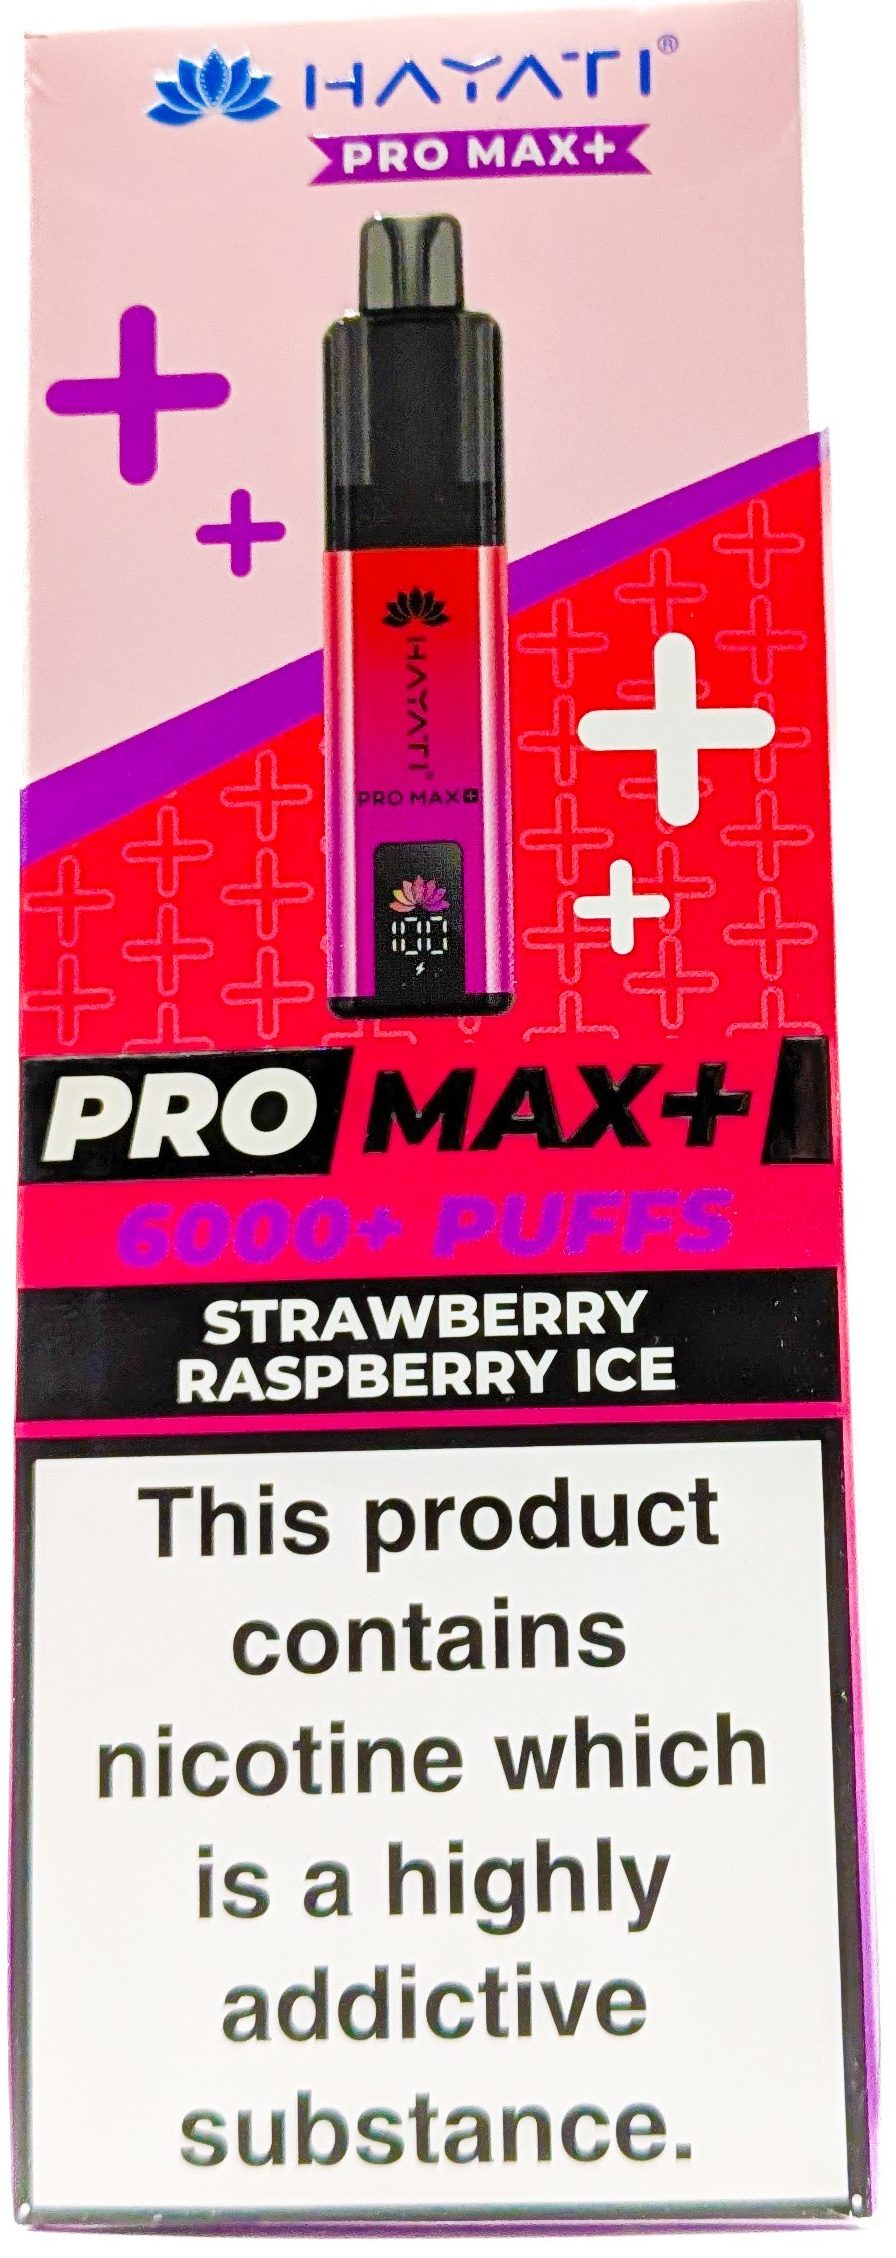 HAYATI®
PRO MAX+
HAYATI®
PRO MAX+
100
PRO MAX+
6000+ PUFFS
STRAWBERRY
RASPBERRY ICE
This product
contains
nicotine which
is a highly
addictive
substance.